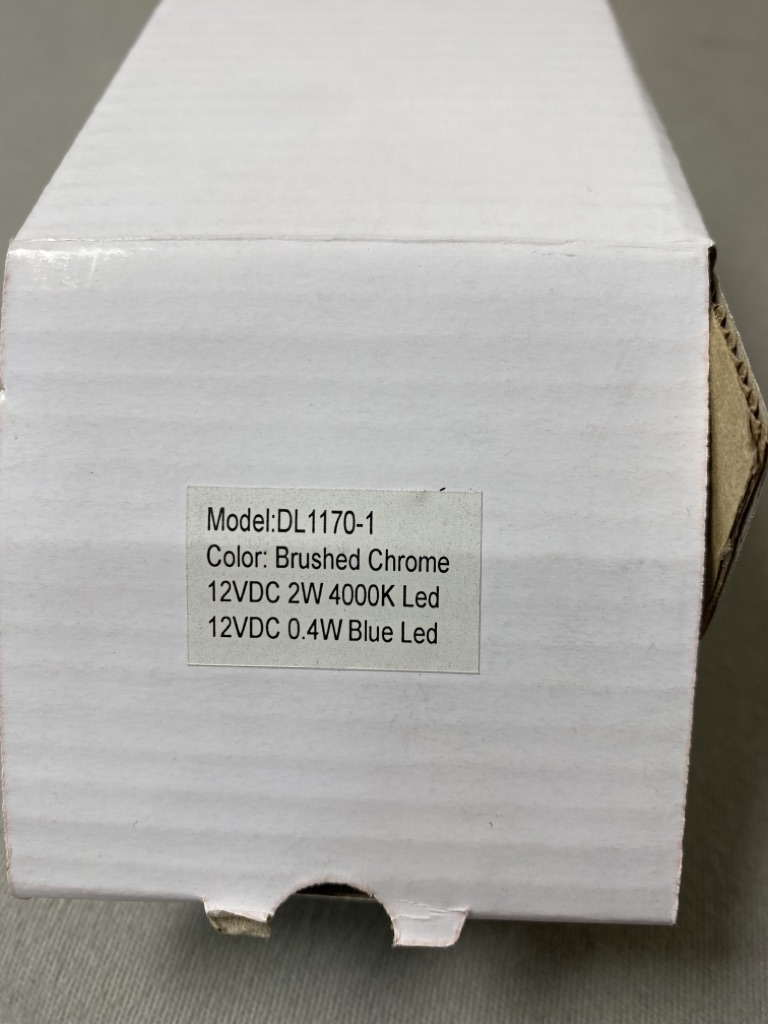 Model:DL1170-1
Color: Brushed Chrome
12VDC 2W 4000K Led
12VDC 0.4W Blue Led